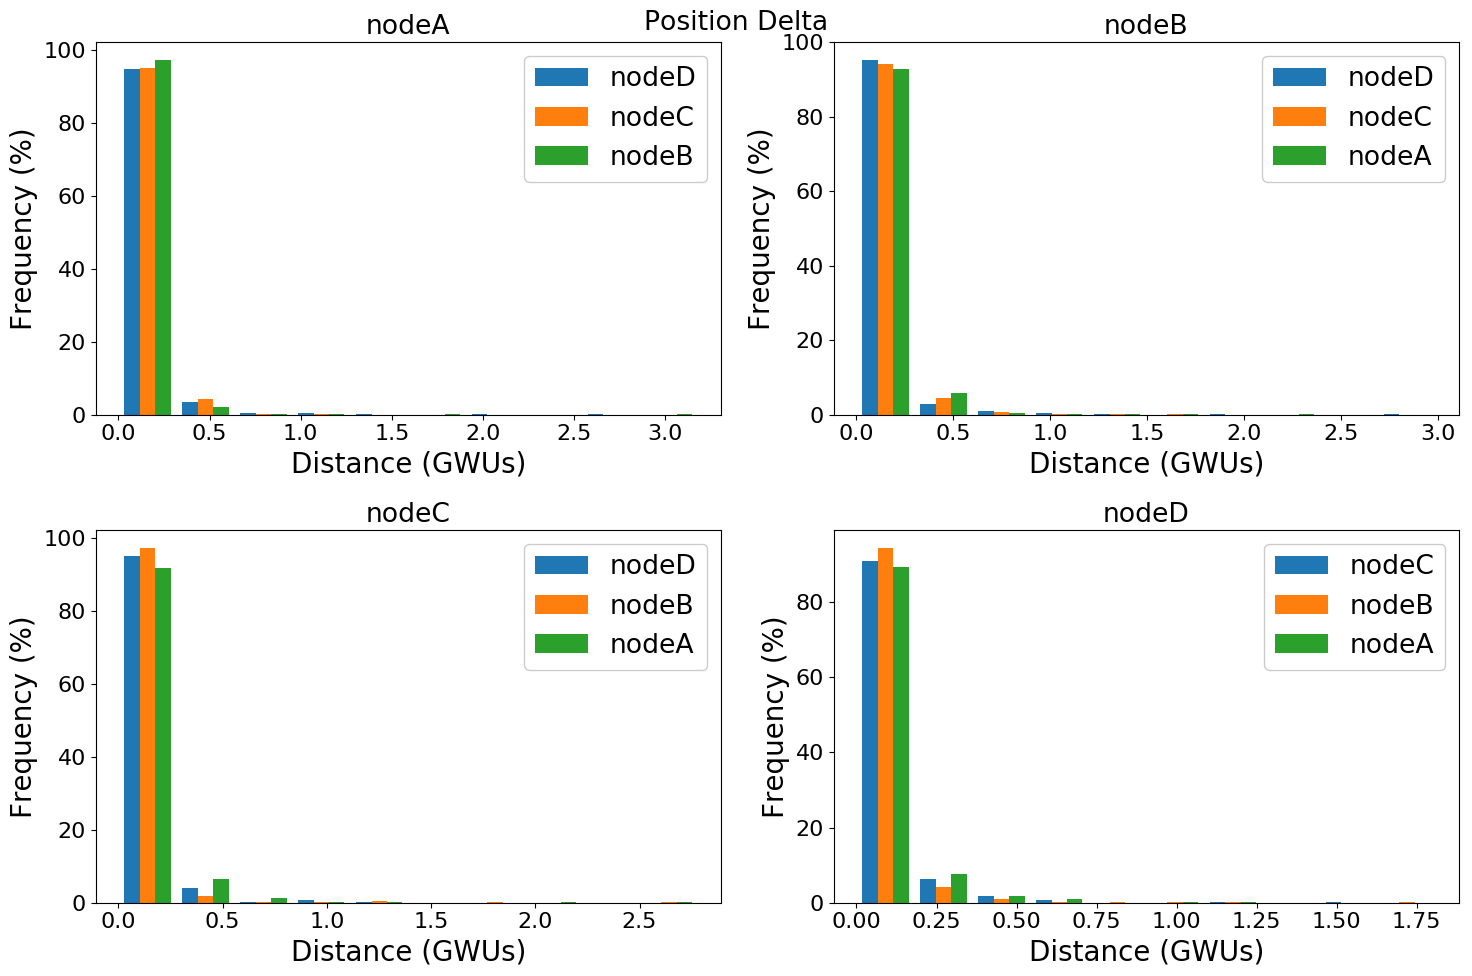 Position Delta
nodeA
Frequency (%)
100
80
60
40
20
0
nodeD
nodeC
nodeB
0.0 0.5 1.0 1.5 2.0 2.5 3.0
Distance (GWUs)
nodeB
Frequency (%)
100
80
60
40
20
0
nodeD
nodeC
nodeA
0.0 0.5 1.0 1.5 2.0 2.5 3.0
Distance (GWUs)
nodeC
Frequency (%)
100
80
60
40
20
0
nodeD
nodeB
nodeA
0.0 0.5 1.0 1.5 2.0 2.5
Distance (GWUs)
nodeD
Frequency (%)
80
60
40
20
0
nodeC
nodeB
nodeA
0.00 0.25 0.50 0.75 1.00 1.25 1.50 1.75
Distance (GWUs)